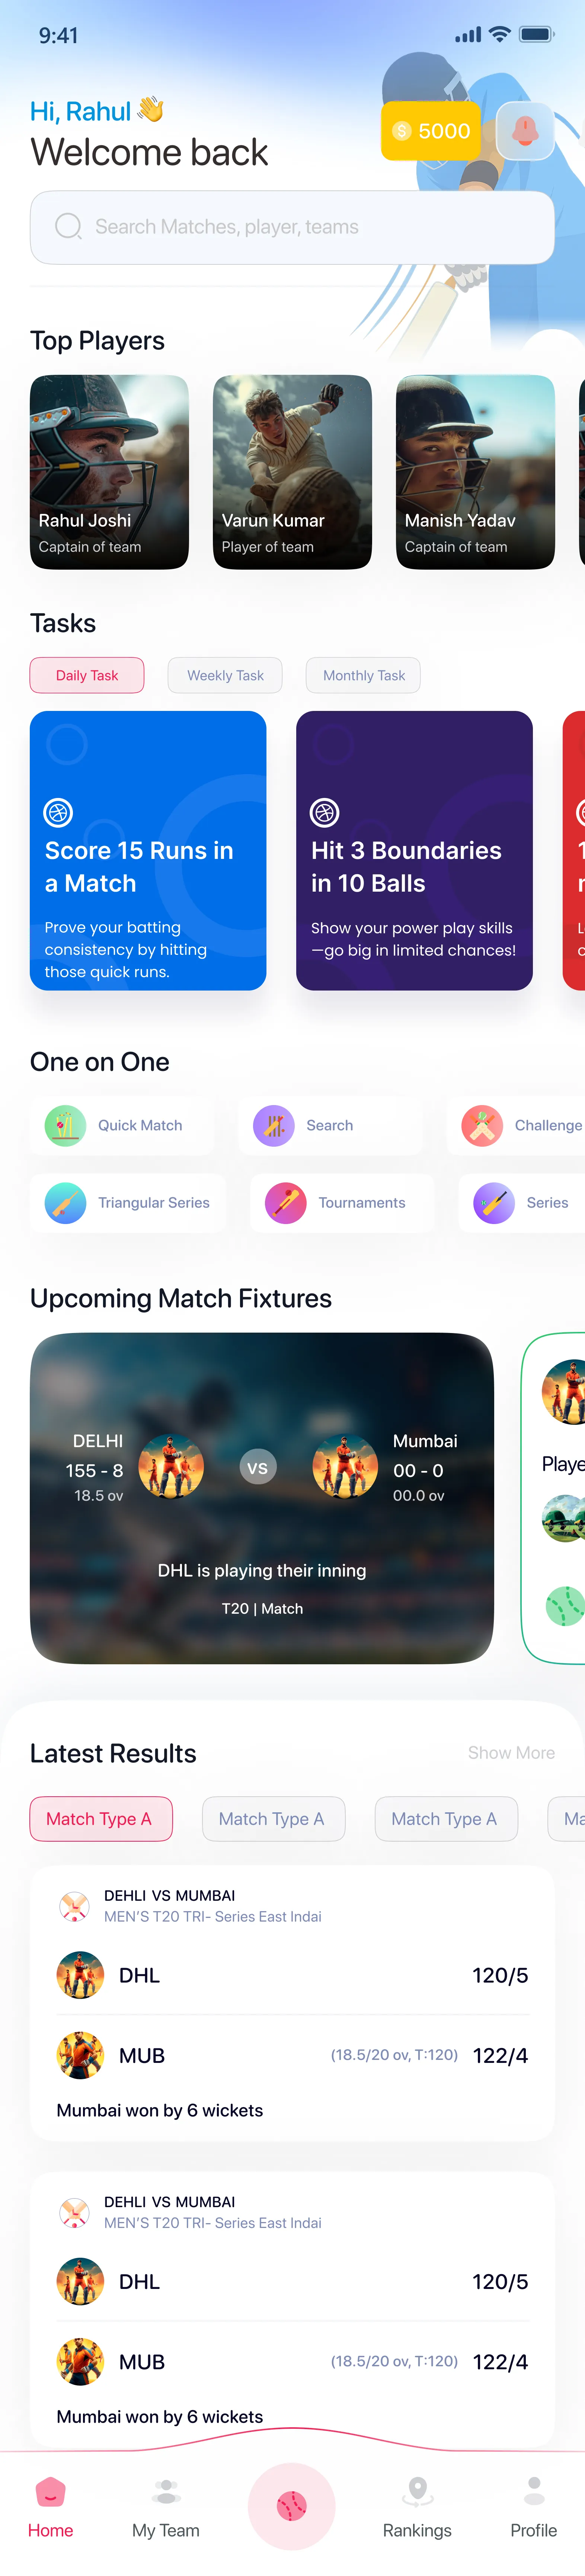 9:41
Hi, Rahul 👋
Welcome back
$ 5000
Search Matches, player, teams
Top Players
Rahul Joshi
Captain of team
Varun Kumar
Player of team
Manish Yadav
Captain of team
Tasks
Daily Task
Weekly Task
Monthly Task
Score 15 Runs in
a Match
Prove your batting
consistency by hitting
those quick runs.
Hit 3 Boundaries
in 10 Balls
Show your power play skills
—go big in limited chances!
One on One
Quick Match
Search
Challenge
Triangular Series
Tournaments
Series
Upcoming Match Fixtures
DELHI
155 - 8
18.5 ov
VS
Mumbai
00 - 0
00.0 ov
DHL is playing their inning
T20 | Match
Playe
Latest Results
Show More
Match Type A
Match Type A
Match Type A
Ma
DEHLI VS MUMBAI
MEN'S T20 TRI- Series East Indai
DHL
120/5
MUB
(18.5/20 ov, T:120)
122/4
Mumbai won by 6 wickets
DEHLI VS MUMBAI
MEN'S T20 TRI- Series East Indai
DHL
120/5
MUB
(18.5/20 ov, T:120)
122/4
Mumbai won by 6 wickets
Home
My Team
Rankings
Profile